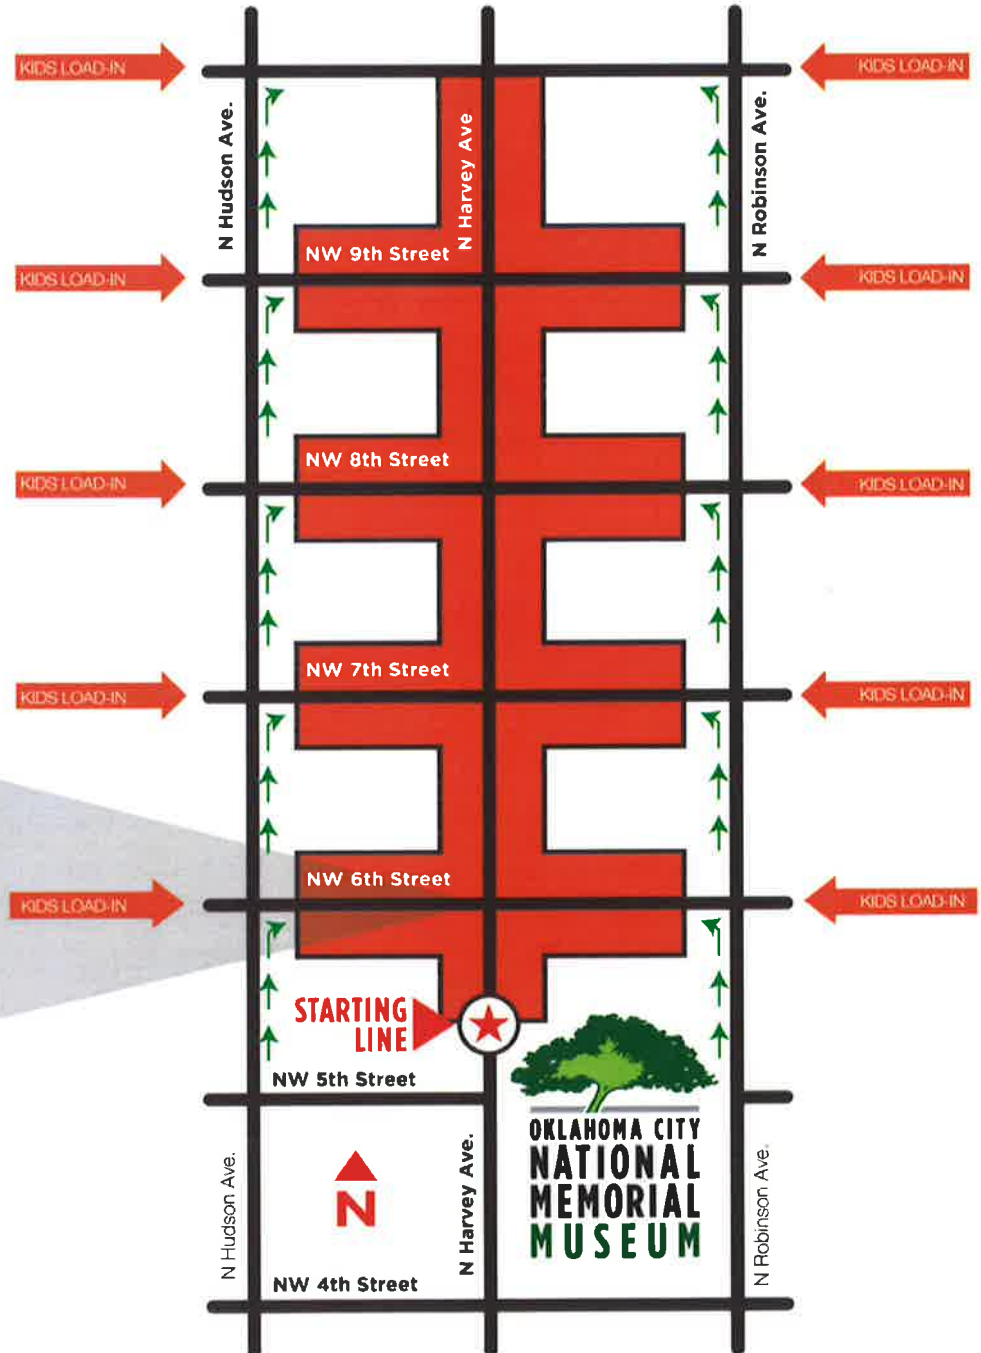 KIDS LOAD-IN
KIDS LOAD-IN
N Hudson Ave.
N Harvey Ave
N Robinson Ave.
NW 9th Street
KIDS LOAD-IN
KIDS LOAD-IN
NW 8th Street
KIDS LOAD-IN
KIDS LOAD-IN
NW 7th Street
KIDS LOAD-IN
KIDS LOAD-IN
NW 6th Street
KIDS LOAD-IN
KIDS LOAD-IN
STARTING
LINE
NW 5th Street
OKLAHOMA CITY
NATIONAL
MEMORIAL
MUSEUM
N Hudson Ave.
N
N Harvey Ave.
N Robinson Ave.
NW 4th Street